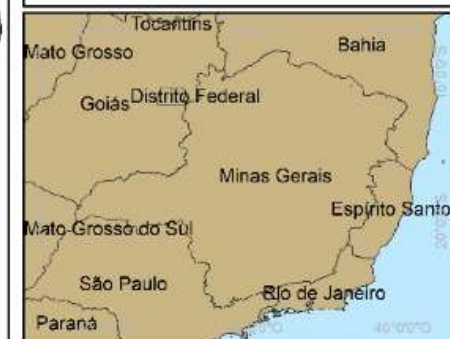 Tocantins
Bahia
Mato Grosso
Goiás
Distrito Federal
Minas Gerais
Espírito Santo
Mato Grosso do Sul
São Paulo
Rio de Janeiro
Paraná
40°0'0"O